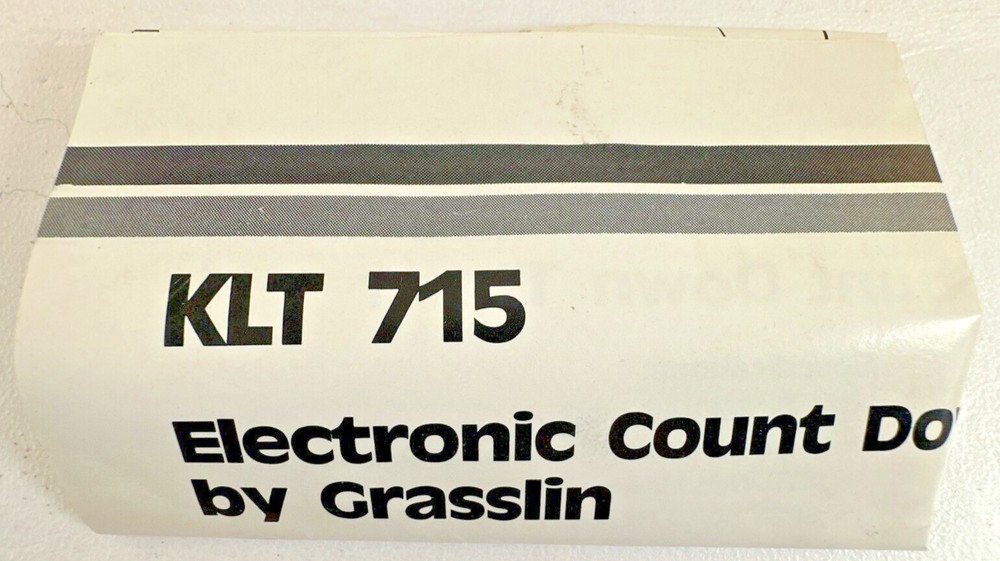 KLT 715
Electronic Count Do
by Grasslin